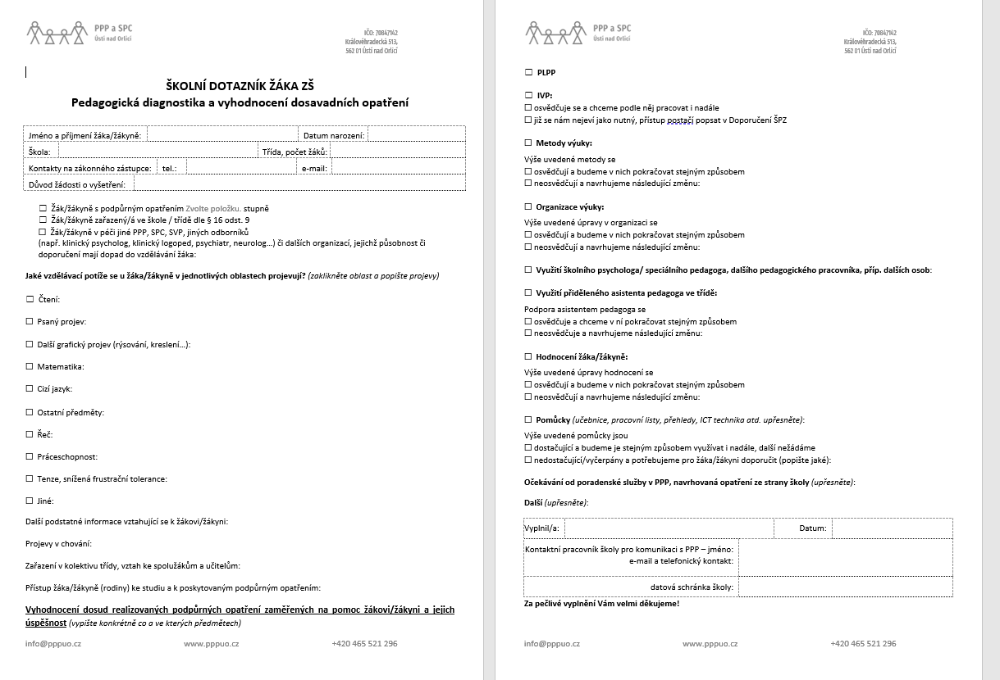 PPP a SPC
Ústí nad Orlicí
IČO: 70847142
Královéhradecká 513,
562 01 Ústí nad Orlicí
ŠKOLNÍ DOTAZNÍK ŽÁKA ZŠ
Pedagogická diagnostika a vyhodnocení dosavadních opatření
Jméno a příjmení žáka/žákyně: Datum narození:
Škola: Třída, počet žáků:
Kontakty na zákonného zástupce: tel.: e-mail:
Důvod žádosti o vyšetření:
☐ Žák/žákyně s podpůrným opatřením Zvolte položku. stupně
☐ Žák/žákyně zařazený/á ve škole / třídě dle § 16 odst. 9
☐ Žák/žákyně v péči jiné PPP, SPC, SVP, jiných odborníků
(např. klinický psycholog, klinický logoped, psychiatr, neurolog…) či dalších organizací, jejichž působnost či
doporučení mají dopad do vzdělávání žáka:
Jaké vzdělávací potíže se u žáka/žákyně v jednotlivých oblastech projevují? (zaklikněte oblast a popište projevy)
☐ Čtení:
☐ Psaný projev:
☐ Další grafický projev (rýsování, kreslení…):
☐ Matematika:
☐ Cizí jazyk:
☐ Ostatní předměty:
☐ Řeč:
☐ Práceschopnost:
☐ Tenze, snížená frustrační tolerance:
☐ Jiné:
Další podstatné informace vztahující se k žákovi/žákyni:
Projevy v chování:
Zařazení v kolektivu třídy, vztah ke spolužákům a učitelům:
Přístup žáka/žákyně (rodiny) ke studiu a k poskytovaným podpůrným opatřením:
Vyhodnocení dosud realizovaných podpůrných opatření zaměřených na pomoc žákovi/žákyni a jejich
úspěšnost (vypište konkrétně co a ve kterých předmětech)
info@pppuo.cz www.pppuo.cz +420 465 521 296
PPP a SPC
Ústí nad Orlicí
IČO: 70847142
Královéhradecká 513,
562 01 Ústí nad Orlicí
☐ PLPP
☐ IVP:
☐ osvědčuje se a chceme podle něj pracovat i nadále
☐ již se nám nejeví jako nutný, přístup postačí popsat v Doporučení ŠPZ
☐ Metody výuky:
Výše uvedené metody se
☐ osvědčují a budeme v nich pokračovat stejným způsobem
☐ neosvědčují a navrhujeme následující změnu:
☐ Organizace výuky:
Výše uvedené úpravy v organizaci se
☐ osvědčují a budeme v nich pokračovat stejným způsobem
☐ neosvědčují a navrhujeme následující změnu:
☐ Využití školního psychologa/ speciálního pedagoga, dalšího pedagogického pracovníka, příp. dalších osob:
☐ Využití přiděleného asistenta pedagoga ve třídě:
Podpora asistentem pedagoga se
☐ osvědčuje a chceme v ní pokračovat stejným způsobem
☐ neosvědčuje a navrhujeme následující změnu:
☐ Hodnocení žáka/žákyně:
Výše uvedené úpravy hodnocení se
☐ osvědčují a budeme v nich pokračovat stejným způsobem
☐ neosvědčují a navrhujeme následující změnu:
☐ Pomůcky (učebnice, pracovní listy, přehledy, ICT technika atd. upřesněte):
Výše uvedené pomůcky jsou
☐ dostačující a budeme je stejným způsobem využívat i nadále, další nežádáme
☐ nedostačující/vyčerpány a potřebujeme pro žáka/žákyni doporučit (popište jaké):
Očekávání od poradenské služby v PPP, navrhovaná opatření ze strany školy (upřesněte):
Další (upřesněte):
Vyplnil/a: Datum:
Kontaktní pracovník školy pro komunikaci s PPP – jméno:
e-mail a telefonický kontakt:
datová schránka školy:
Za pečlivé vyplnění Vám velmi děkujeme!
info@pppuo.cz www.pppuo.cz +420 465 521 296